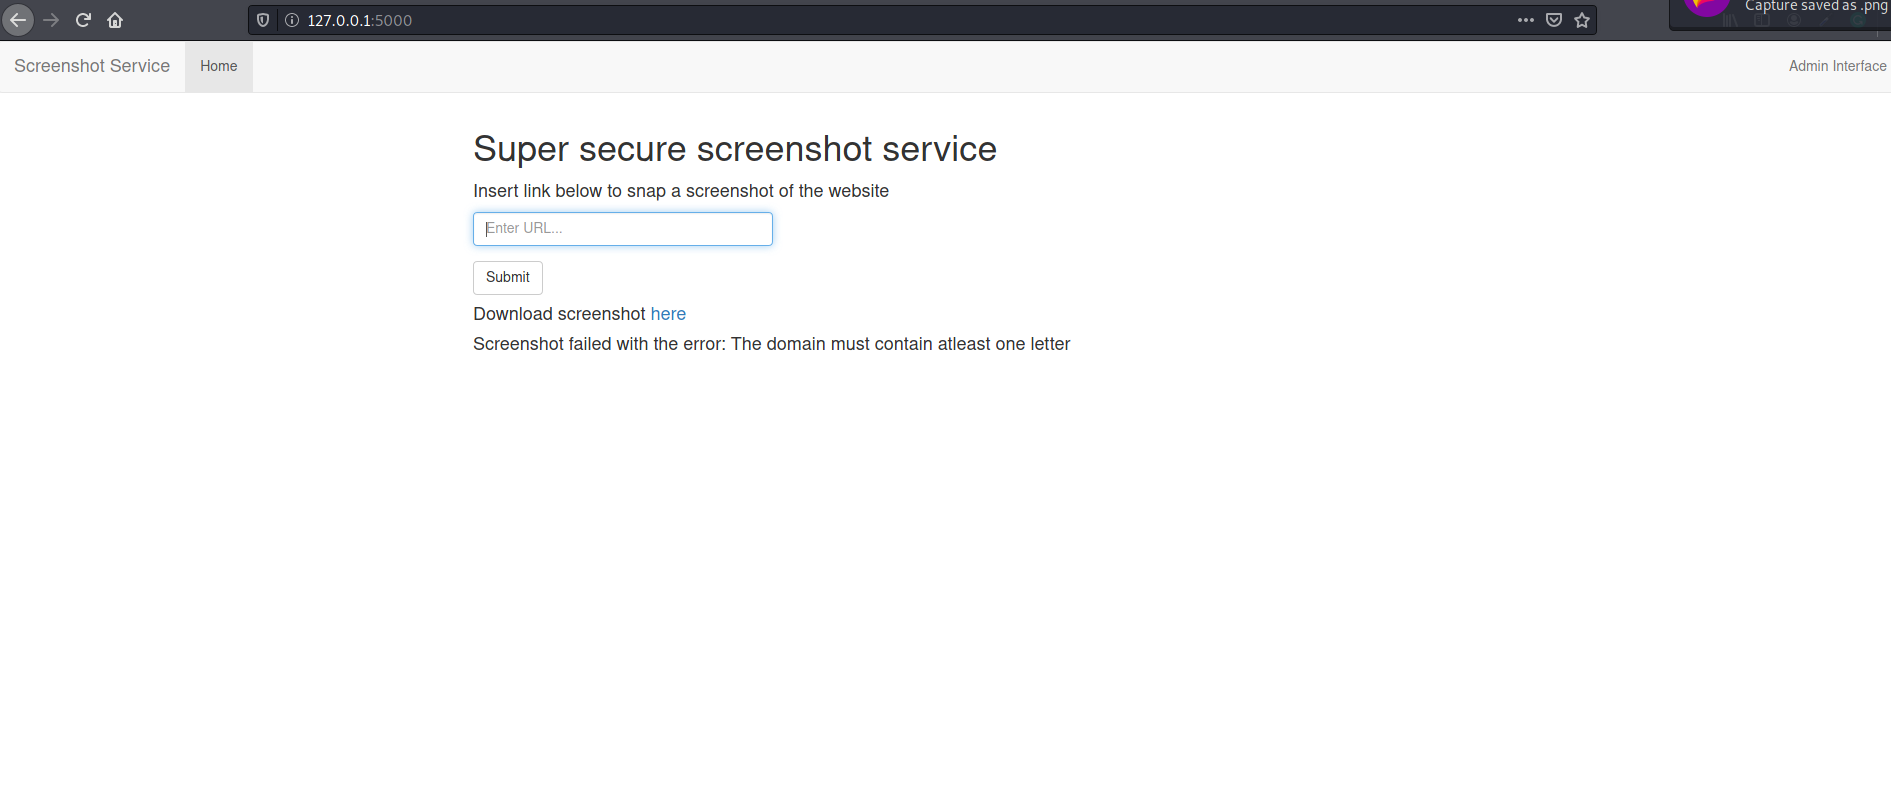 127.0.0.1:5000
Capture saved as .png
Screenshot Service Home Admin Interface
Super secure screenshot service
Insert link below to snap a screenshot of the website
Enter URL...
Submit
Download screenshot here
Screenshot failed with the error: The domain must contain atleast one letter